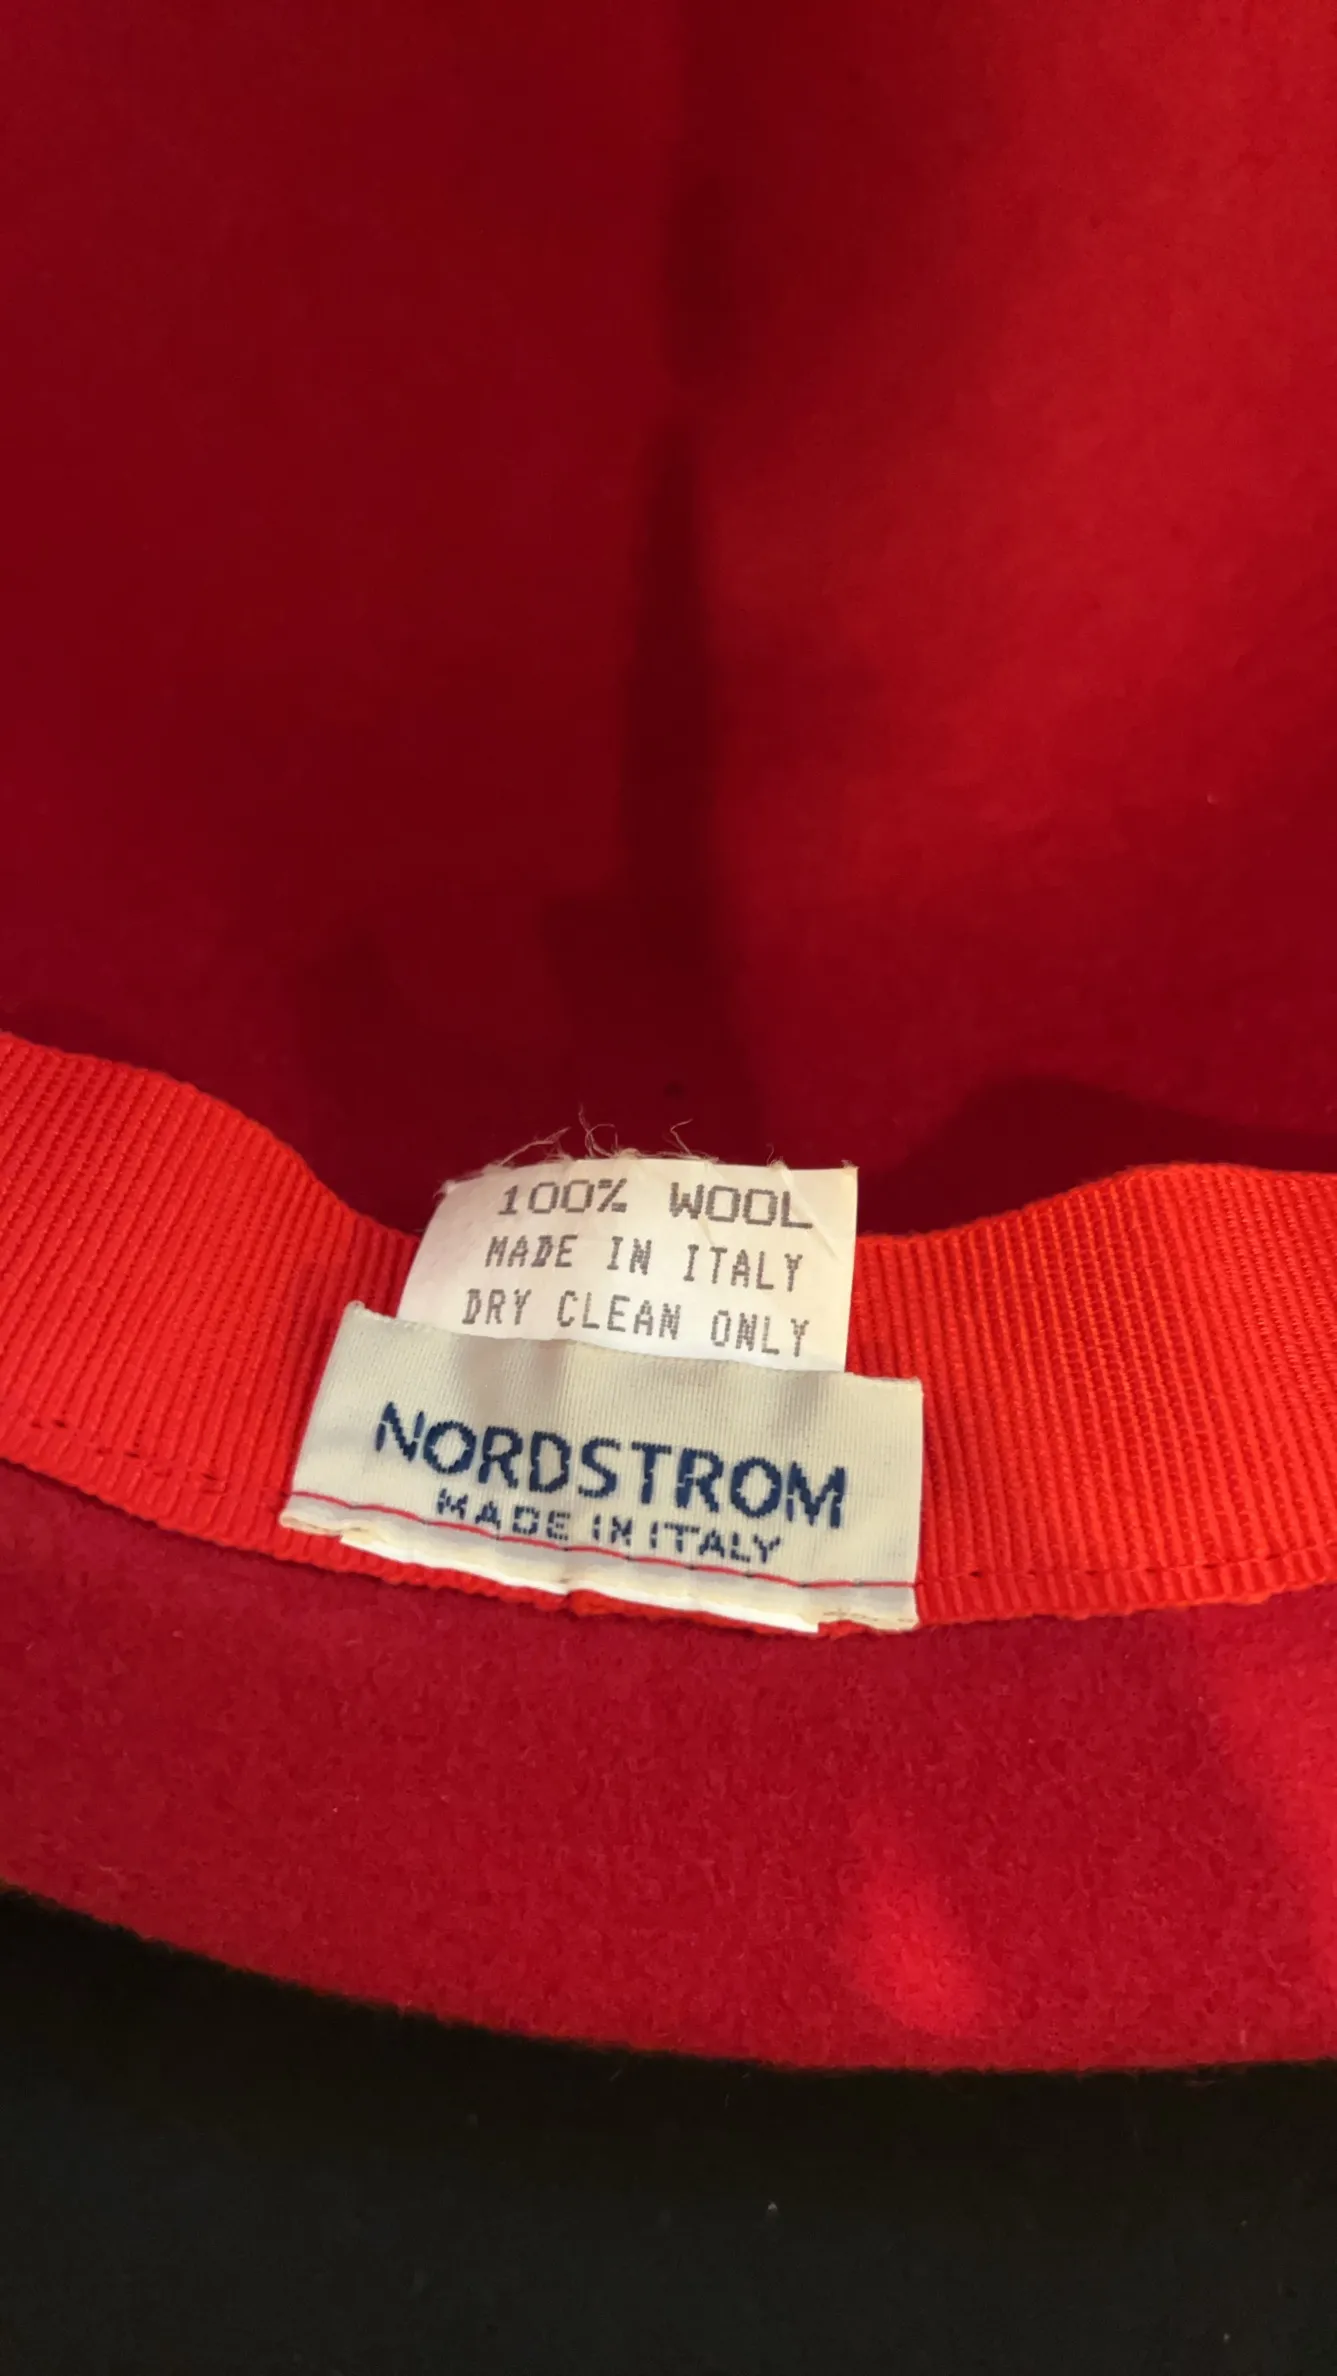 100% WOOL
MADE IN ITALY
DRY CLEAN ONLY
NORDSTROM
MADE IN ITALY